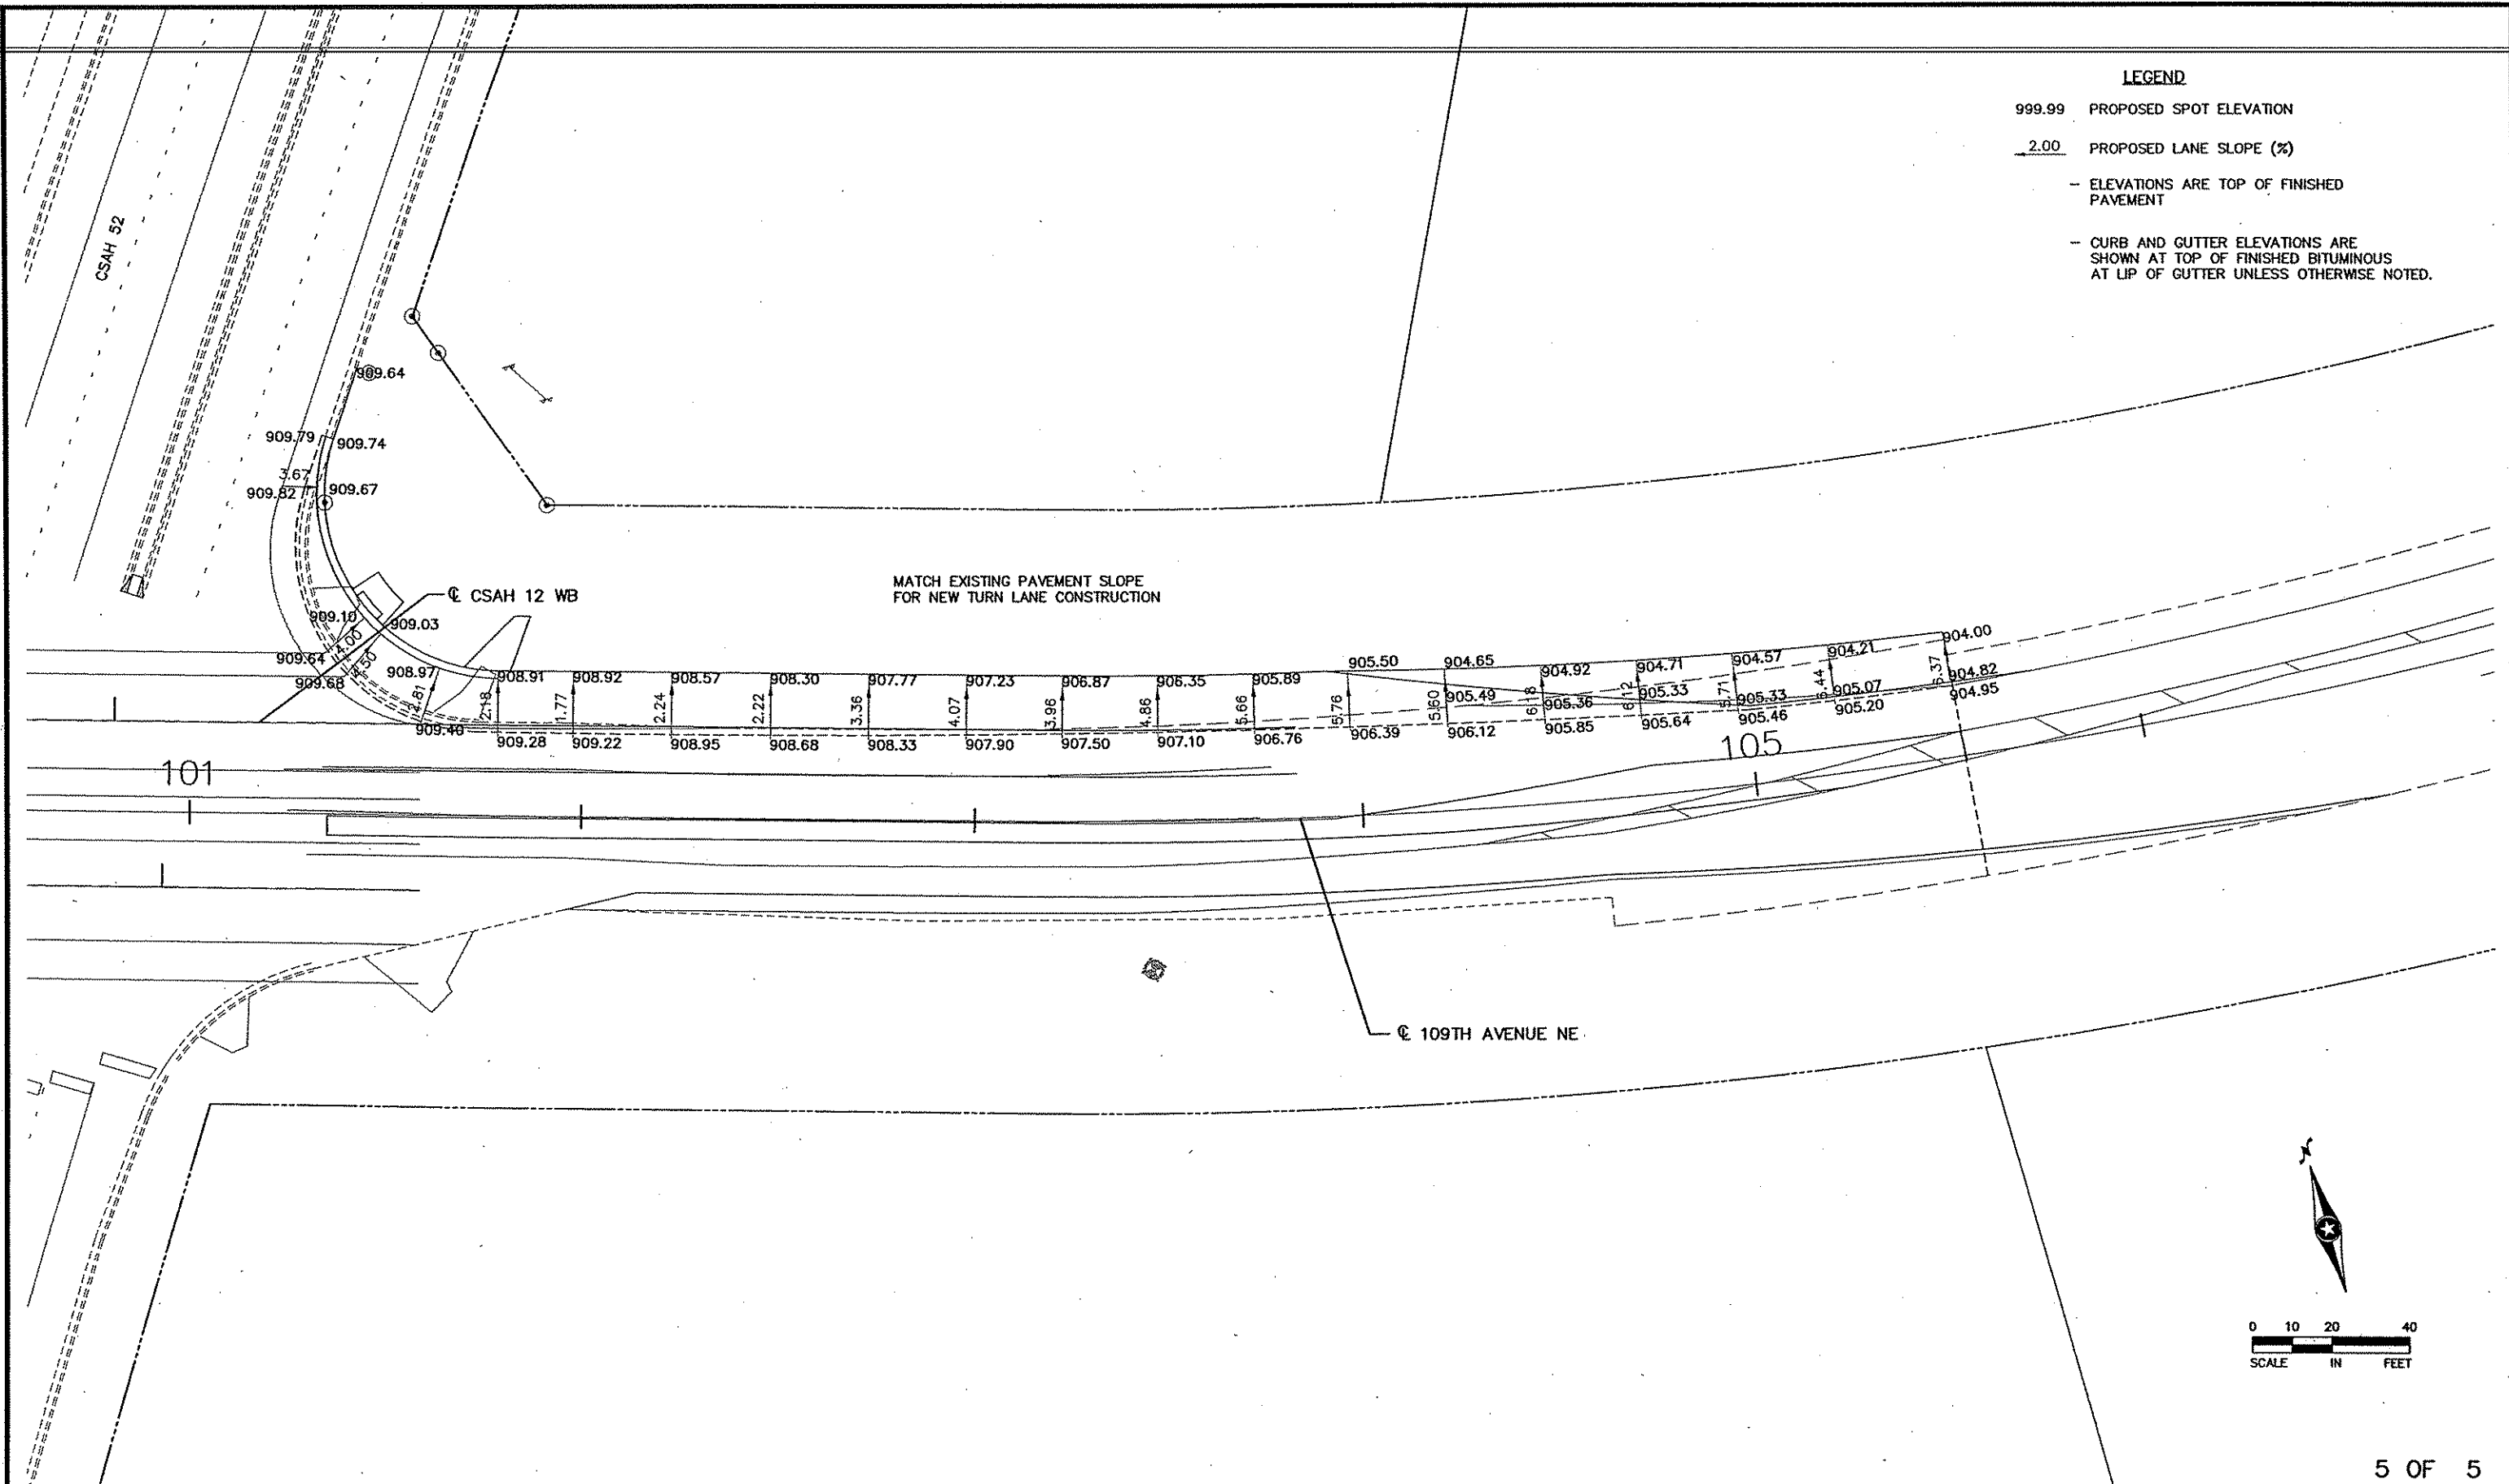 LEGEND
999.99 PROPOSED SPOT ELEVATION
2.00 PROPOSED LANE SLOPE (%)
- ELEVATIONS ARE TOP OF FINISHED
PAVEMENT
- CURB AND GUTTER ELEVATIONS ARE
SHOWN AT TOP OF FINISHED BITUMINOUS
AT LIP OF GUTTER UNLESS OTHERWISE NOTED.
CSAH 52
909.64
909.79
909.74
3.67
909.82
909.67
℄ CSAH 12 WB
MATCH EXISTING PAVEMENT SLOPE
FOR NEW TURN LANE CONSTRUCTION
909.10
909.03
4.00
909.64
4.50
909.68
908.97
908.91 908.92 908.57 908.30 907.77 907.23 906.87 906.35 905.89 905.50 904.65 904.92 904.71 904.57 904.21 904.00
2.81 2.18 1.77 2.24 2.22 3.36 4.07 3.96 4.86 5.66 5.76 5.60 6.18 6.12 5.71 6.44 6.37
905.49 905.36 905.33 905.33 905.07 904.82
909.40 909.28 909.22 908.95 908.68 908.33 907.90 907.50 907.10 906.76 906.39 906.12 905.85 905.64 905.46 905.20 904.95
101
105
℄ 109TH AVENUE NE
N
0 10 20 40
SCALE IN FEET
5 OF 5